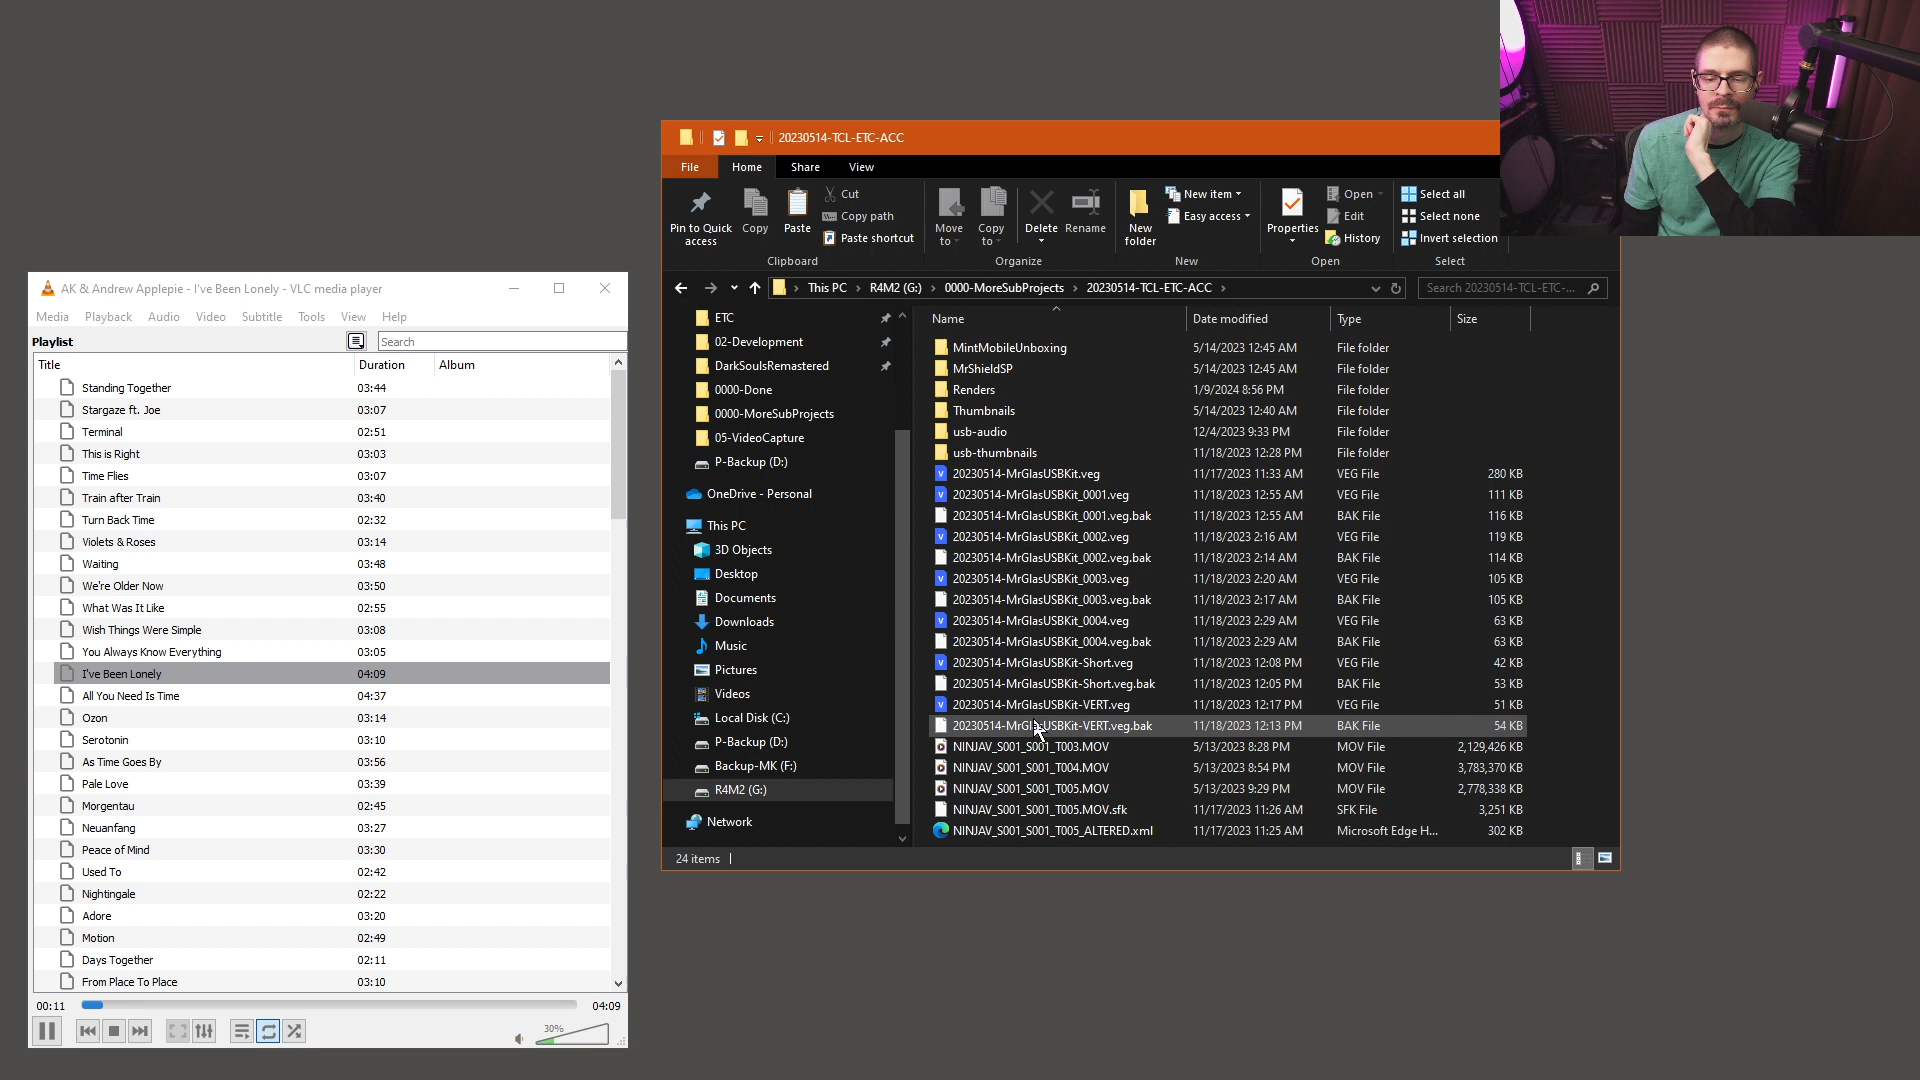 AK & Andrew Applepie - I've Been Lonely - VLC media player
Media Playback Audio Video Subtitle Tools View Help
Playlist
Search
Title Duration Album
Standing Together 03:44
Stargaze ft. Joe 03:07
Terminal 02:51
This is Right 03:03
Time Flies 03:07
Train after Train 03:40
Turn Back Time 02:32
Violets & Roses 03:14
Waiting 03:48
We're Older Now 03:50
What Was It Like 02:55
Wish Things Were Simple 03:08
You Always Know Everything 03:05
I've Been Lonely 04:09
All You Need Is Time 04:37
Ozon 03:14
Serotonin 03:10
As Time Goes By 03:56
Pale Love 03:39
Morgentau 02:45
Neuanfang 03:27
Peace of Mind 03:30
Used To 02:42
Nightingale 02:22
Adore 03:20
Motion 02:49
Days Together 02:11
From Place To Place 03:10
00:11 04:09
30%
20230514-TCL-ETC-ACC
File Home Share View
Pin to Quick access
Copy
Paste
Cut
Copy path
Paste shortcut
Clipboard
Move to
Copy to
Delete
Rename
Organize
New folder
New item
Easy access
New
Properties
Open
Edit
History
Open
Select all
Select none
Invert selection
Select
This PC R4M2 (G:) 0000-MoreSubProjects 20230514-TCL-ETC-ACC
Search 20230514-TCL-ETC-...
ETC
02-Development
DarkSoulsRemastered
0000-Done
0000-MoreSubProjects
05-VideoCapture
P-Backup (D:)
OneDrive - Personal
This PC
3D Objects
Desktop
Documents
Downloads
Music
Pictures
Videos
Local Disk (C:)
P-Backup (D:)
Backup-MK (F:)
R4M2 (G:)
Network
Name Date modified Type Size
MintMobileUnboxing 5/14/2023 12:45 AM File folder
MrShieldSP 5/14/2023 12:45 AM File folder
Renders 1/9/2024 8:56 PM File folder
Thumbnails 5/14/2023 12:40 AM File folder
usb-audio 12/4/2023 9:33 PM File folder
usb-thumbnails 11/18/2023 12:28 PM File folder
20230514-MrGlasUSBKit.veg 11/17/2023 11:33 AM VEG File 280 KB
20230514-MrGlasUSBKit_0001.veg 11/18/2023 12:55 AM VEG File 111 KB
20230514-MrGlasUSBKit_0001.veg.bak 11/18/2023 12:55 AM BAK File 116 KB
20230514-MrGlasUSBKit_0002.veg 11/18/2023 2:16 AM VEG File 119 KB
20230514-MrGlasUSBKit_0002.veg.bak 11/18/2023 2:14 AM BAK File 114 KB
20230514-MrGlasUSBKit_0003.veg 11/18/2023 2:20 AM VEG File 105 KB
20230514-MrGlasUSBKit_0003.veg.bak 11/18/2023 2:17 AM BAK File 105 KB
20230514-MrGlasUSBKit_0004.veg 11/18/2023 2:29 AM VEG File 63 KB
20230514-MrGlasUSBKit_0004.veg.bak 11/18/2023 2:29 AM BAK File 63 KB
20230514-MrGlasUSBKit-Short.veg 11/18/2023 12:08 PM VEG File 42 KB
20230514-MrGlasUSBKit-Short.veg.bak 11/18/2023 12:05 PM BAK File 53 KB
20230514-MrGlasUSBKit-VERT.veg 11/18/2023 12:17 PM VEG File 51 KB
20230514-MrGlasUSBKit-VERT.veg.bak 11/18/2023 12:13 PM BAK File 54 KB
NINJAV_S001_S001_T003.MOV 5/13/2023 8:28 PM MOV File 2,129,426 KB
NINJAV_S001_S001_T004.MOV 5/13/2023 8:54 PM MOV File 3,783,370 KB
NINJAV_S001_S001_T005.MOV 5/13/2023 9:29 PM MOV File 2,778,338 KB
NINJAV_S001_S001_T005.MOV.sfk 11/17/2023 11:26 AM SFK File 3,251 KB
NINJAV_S001_S001_T005_ALTERED.xml 11/17/2023 11:25 AM Microsoft Edge H... 302 KB
24 items